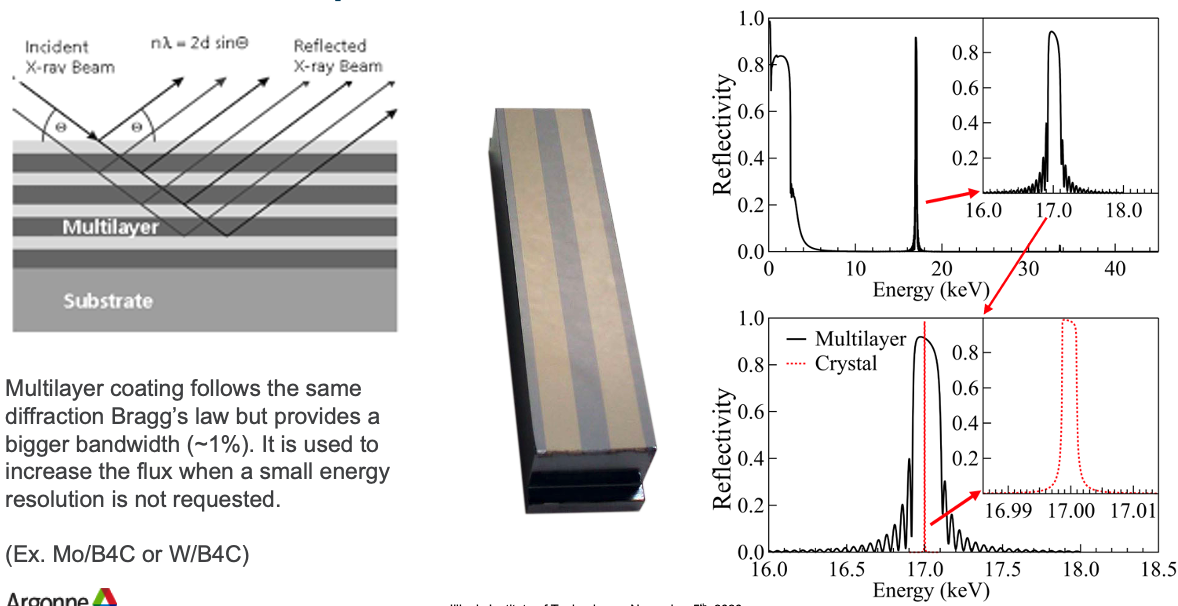 Incident
X-ray Beam
nλ = 2d sinΘ
Reflected
X-ray Beam
Θ
Θ
Multilayer
Substrate
Multilayer coating follows the same
diffraction Bragg's law but provides a
bigger bandwidth (~1%). It is used to
increase the flux when a small energy
resolution is not requested.
(Ex. Mo/B4C or W/B4C)
Argonne
1.0
0.8
0.6
0.4
0.2
0.0
Reflectivity
0 10 20 30 40
Energy (keV)
0.8
0.6
0.4
0.2
16.0 17.0 18.0
1.0
0.8
0.6
0.4
0.2
0.0
Reflectivity
Multilayer
Crystal
0.8
0.6
0.4
0.2
16.99 17.00 17.01
16.0 16.5 17.0 17.5 18.0 18.5
Energy (keV)